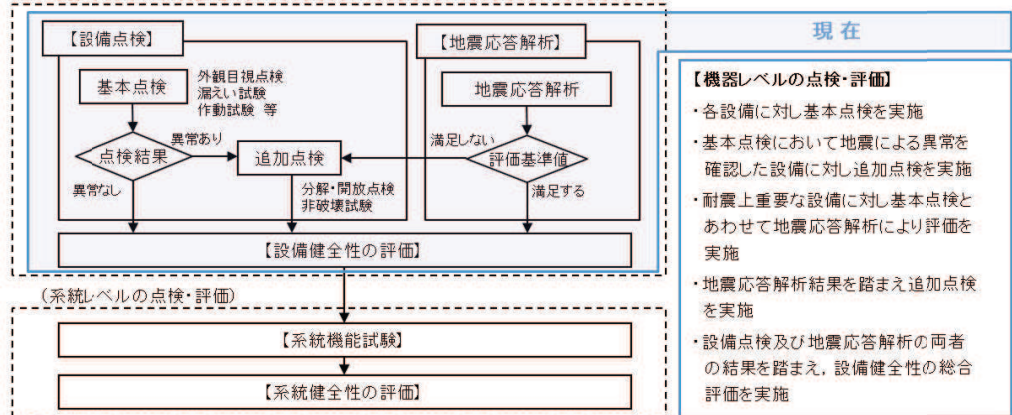 【設備点検】
基本点検
外観目視点検
漏えい試験
作動試験 等
点検結果
異常あり
異常なし
追加点検
分解・開放点検
非破壊試験
【地震応答解析】
地震応答解析
評価基準値
満足しない
満足する
【設備健全性の評価】
(系統レベルの点検・評価)
【系統機能試験】
【系統健全性の評価】
現在
【機器レベルの点検・評価】
・各設備に対し基本点検を実施
・基本点検において地震による異常を
確認した設備に対し追加点検を実施
・耐震上重要な設備に対し基本点検と
あわせて地震応答解析により評価を
実施
・地震応答解析結果を踏まえ追加点検
を実施
・設備点検及び地震応答解析の両者
の結果を踏まえ，設備健全性の総合
評価を実施